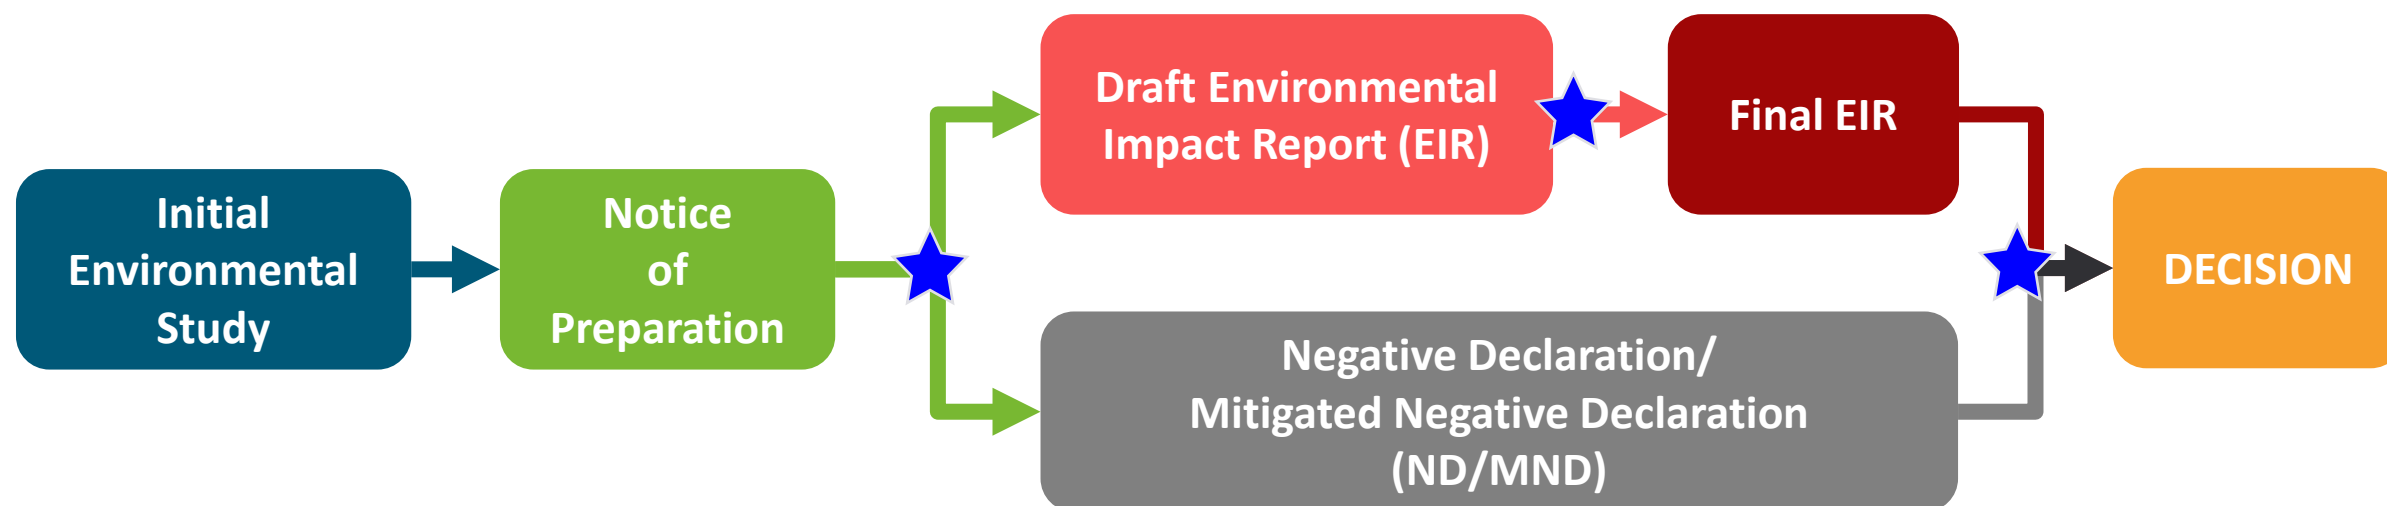 Initial
Environmental
Study
Notice
of
Preparation
Draft Environmental
Impact Report (EIR)
Final EIR
Negative Declaration/
Mitigated Negative Declaration
(ND/MND)
DECISION